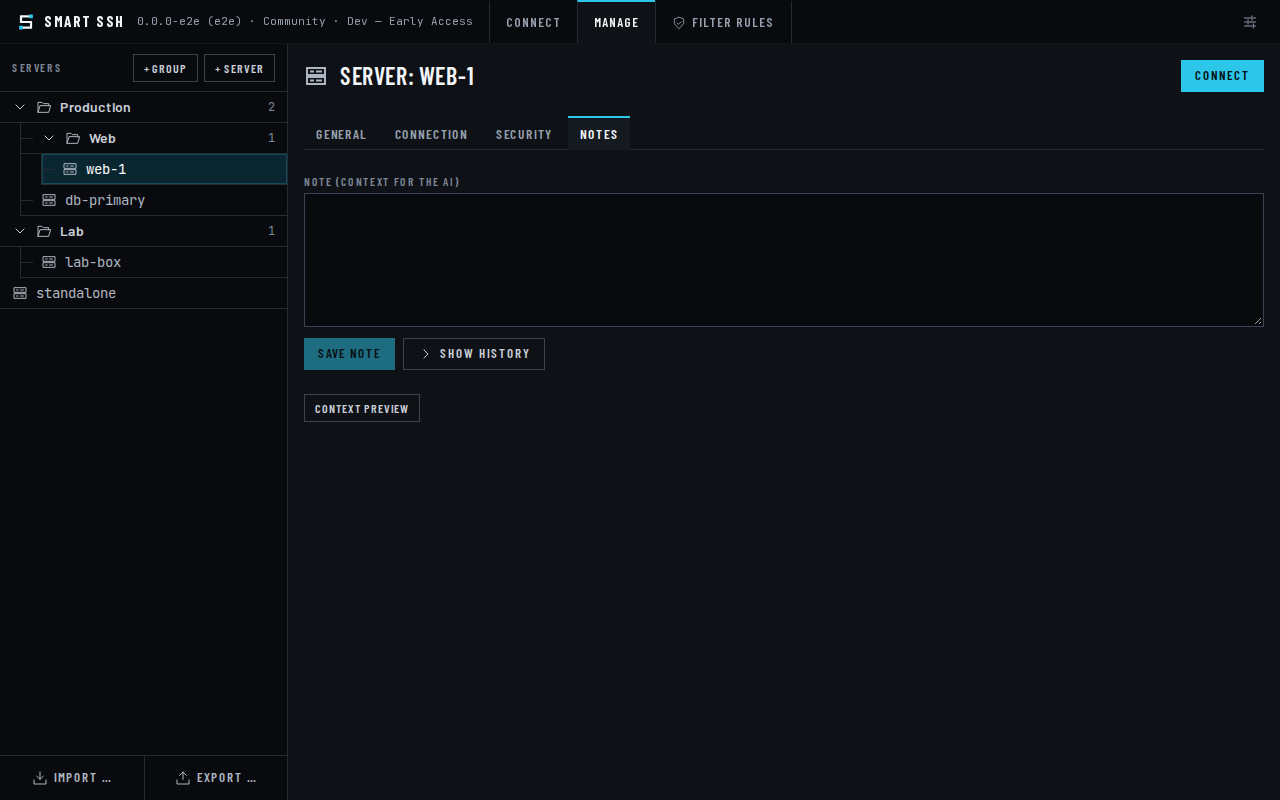 SMART SSH 0.0.0-e2e (e2e) · Community · Dev — Early Access CONNECT MANAGE FILTER RULES
SERVERS +GROUP +SERVER
SERVER: WEB-1 CONNECT
Production 2
Web 1
web-1
db-primary
Lab 1
lab-box
standalone
GENERAL CONNECTION SECURITY NOTES
NOTE (CONTEXT FOR THE AI)
SAVE NOTE SHOW HISTORY
CONTEXT PREVIEW
IMPORT ... EXPORT ...